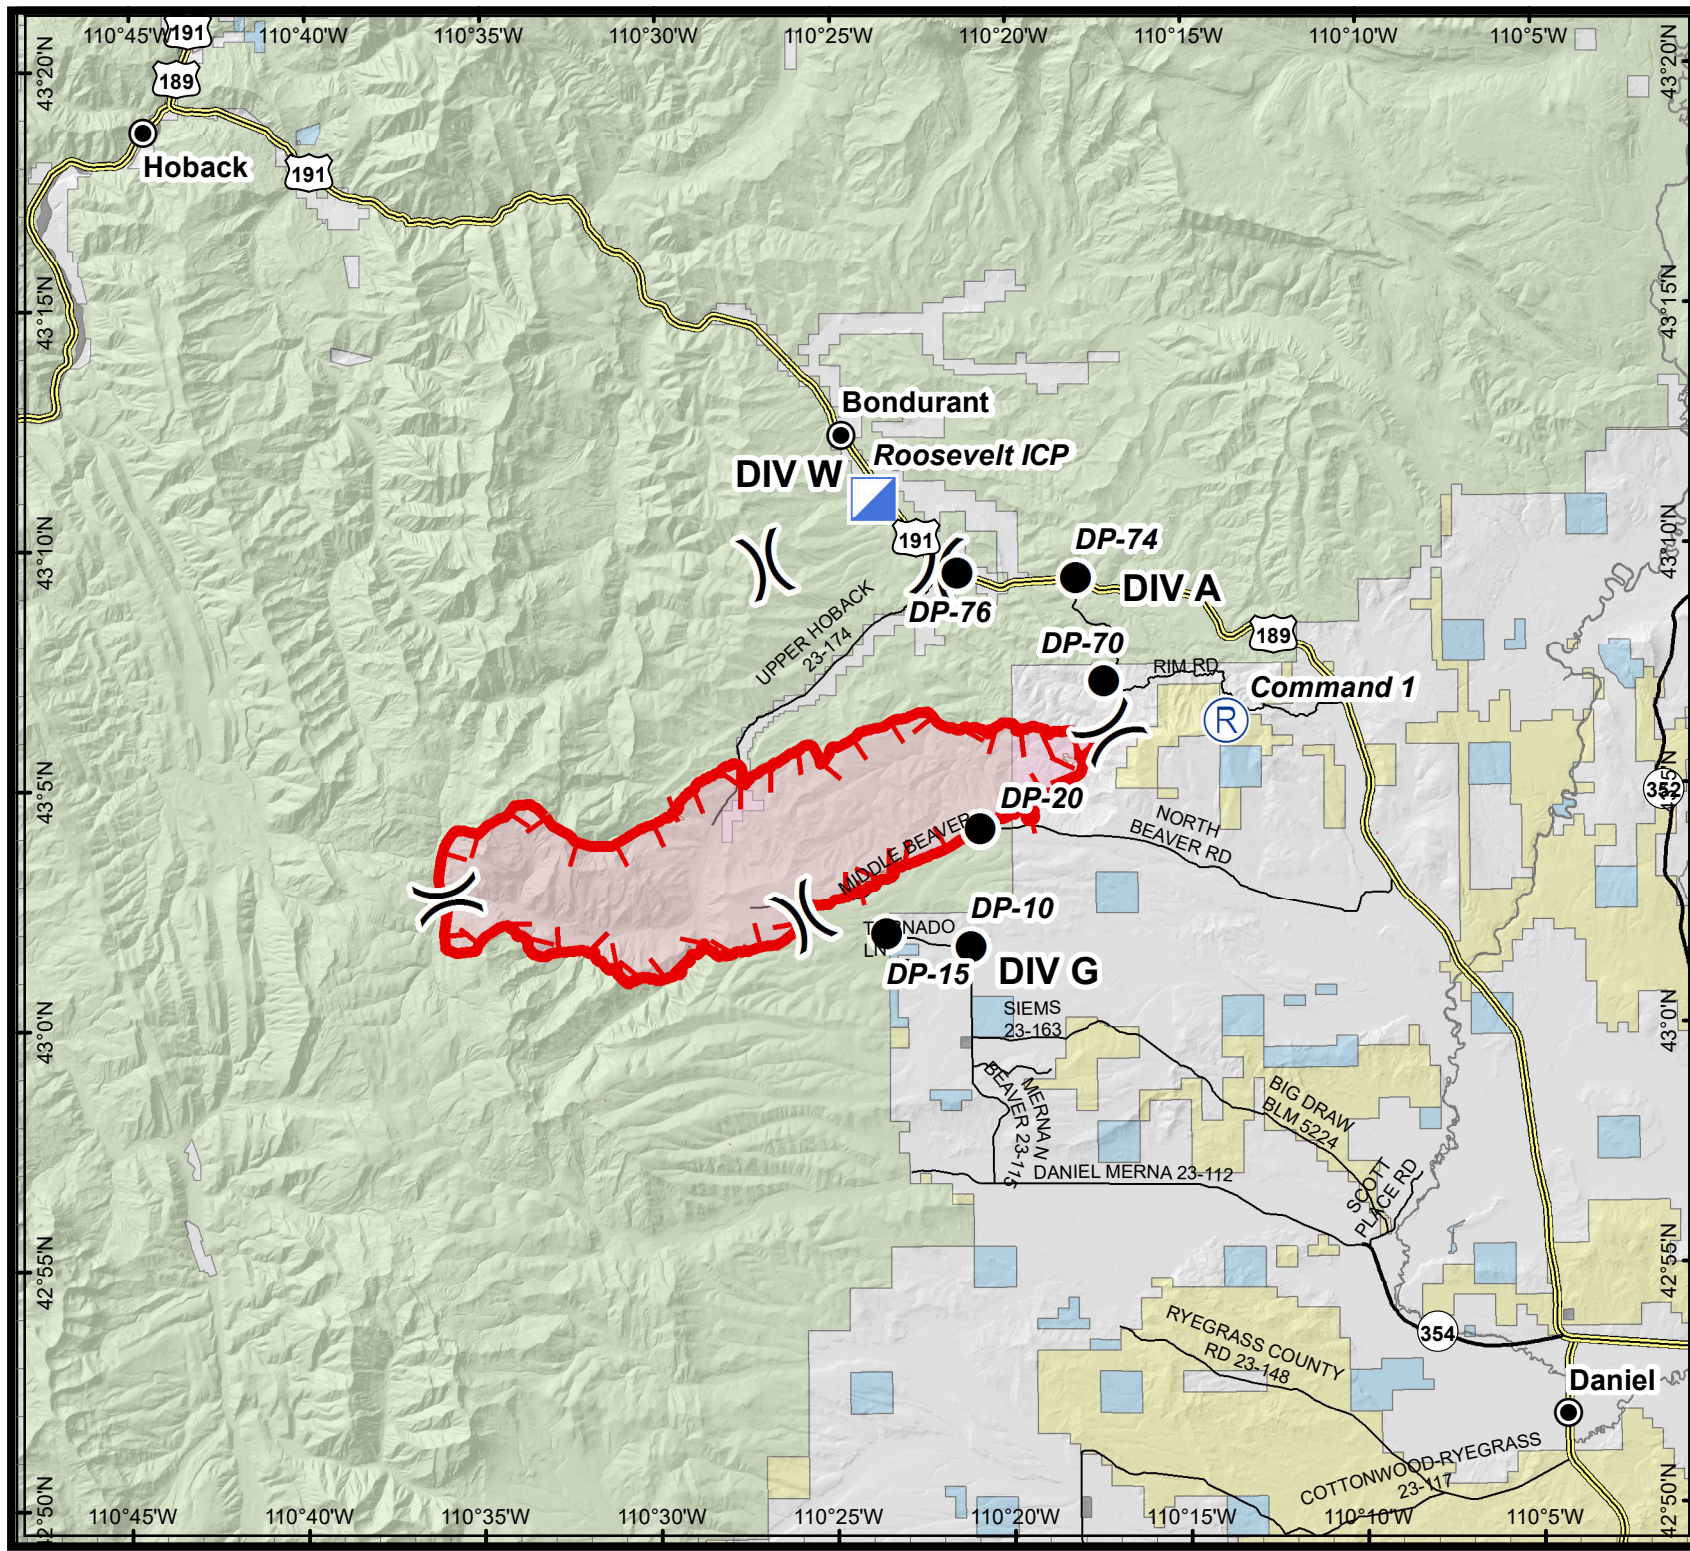 110°45'W
110°40'W
110°35'W
110°30'W
110°25'W
110°20'W
110°15'W
110°10'W
110°5'W
191
43°20'N
43°20'N
189
Hoback
191
43°15'N
43°15'N
Bondurant
Roosevelt ICP
DIV W
191
43°10'N
43°10'N
DP-74
DIV A
DP-76
UPPER HOBACK
23-174
189
DP-70
RIM RD
Command 1
R
43°5'N
43°5'N
352
DP-20
NORTH
BEAVER RD
MIDDLE BEAVER
DP-10
LN
DP-15
DIV G
SIEMS
23-163
43°0'N
43°0'N
MERNA N
BEAVER 23-115
BIG DRAW
BLM 5224
DANIEL MERNA 23-112
SCOTT
PLACE RD
42°55'N
42°55'N
RYEGRASS COUNTY
RD 23-148
354
Daniel
COTTONWOOD-RYEGRASS
23-117
42°50'N
42°50'N
110°45'W
110°40'W
110°35'W
110°30'W
110°25'W
110°20'W
110°15'W
110°10'W
110°5'W